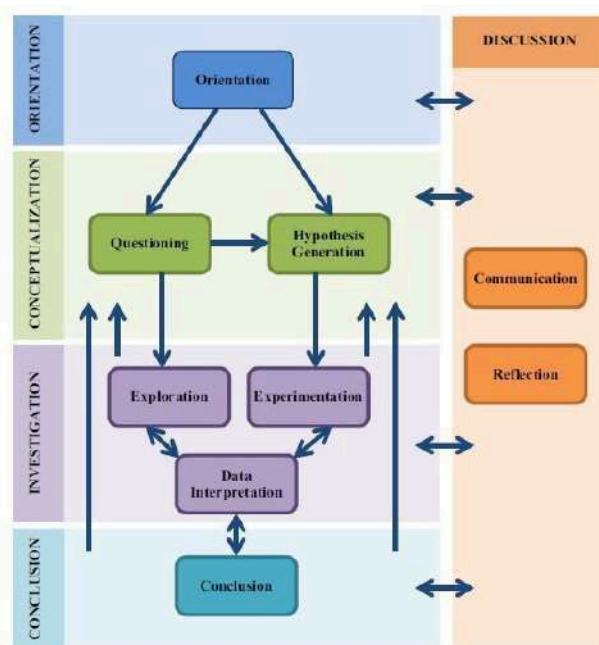 ORIENTATION
Orientation
CONCEPTUALIZATION
Questioning
Hypothesis
Generation
INVESTIGATION
Exploration
Experimentation
Data
Interpretation
CONCLUSION
Conclusion
DISCUSSION
Communication
Reflection